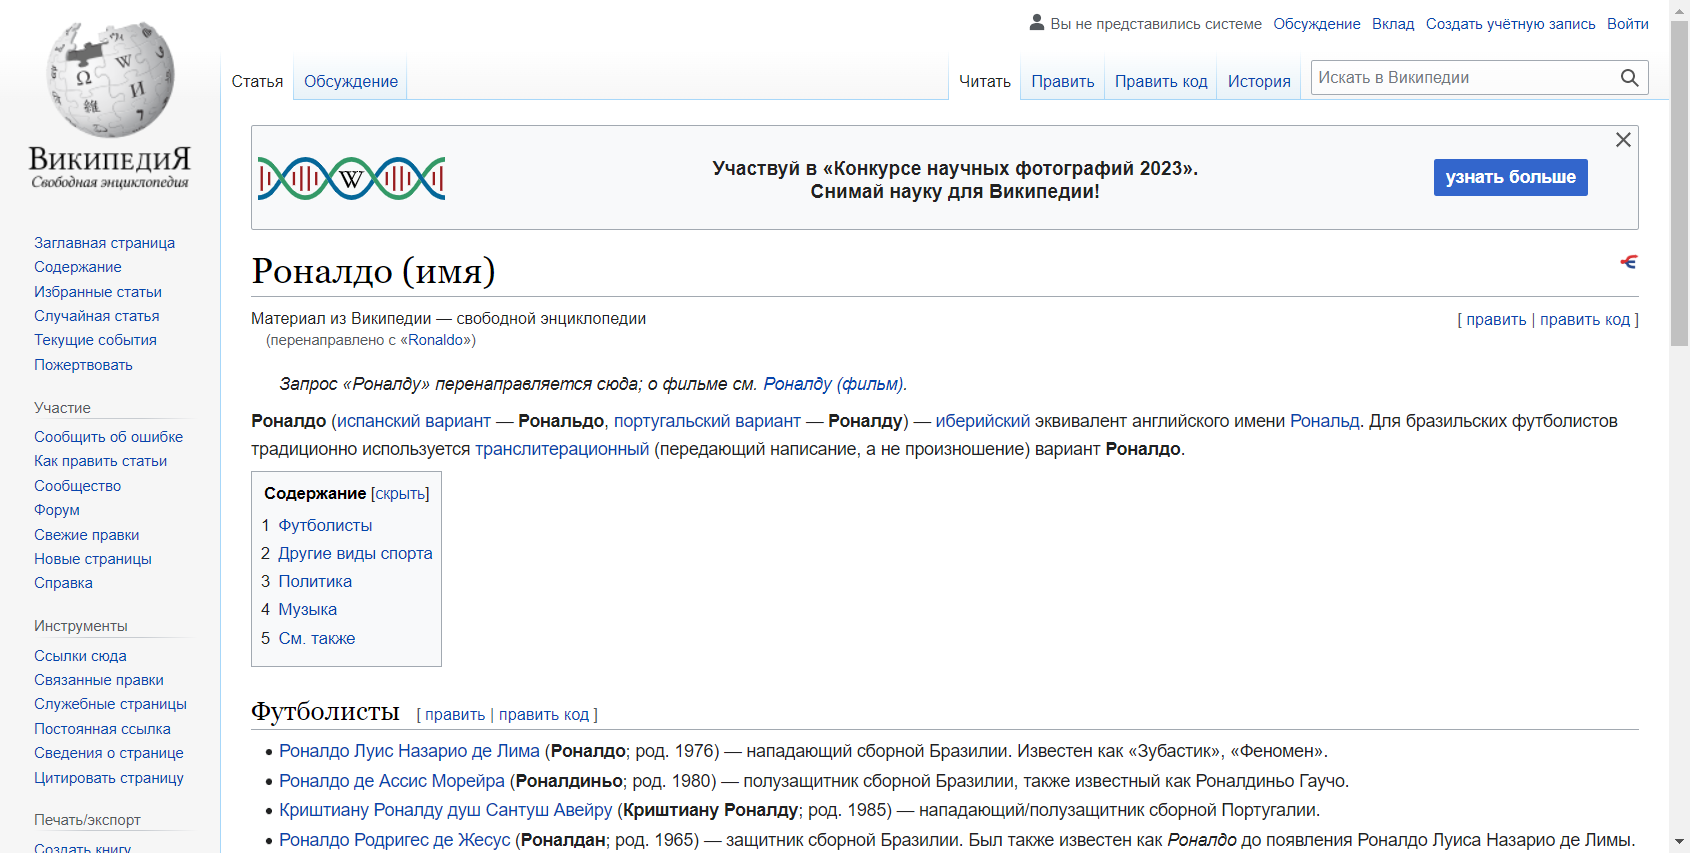 Вы не представились системе Обсуждение Вклад Создать учётную запись Войти
Статья Обсуждение Читать Править Править код История Искать в Википедии
ВикипедиЯ
Свободная энциклопедия
Заглавная страница
Содержание
Избранные статьи
Случайная статья
Текущие события
Пожертвовать
Участие
Сообщить об ошибке
Как править статьи
Сообщество
Форум
Свежие правки
Новые страницы
Справка
Инструменты
Ссылки сюда
Связанные правки
Служебные страницы
Постоянная ссылка
Сведения о странице
Цитировать страницу
Печать/экспорт
Создать книгу
W
Участвуй в «Конкурсе научных фотографий 2023».
Снимай науку для Википедии!
узнать больше
Роналдо (имя)
Материал из Википедии — свободной энциклопедии [ править | править код ]
(перенаправлено с «Ronaldo»)
Запрос «Роналду» перенаправляется сюда; о фильме см. Роналду (фильм).
Роналдо (испанский вариант — Рональдо, португальский вариант — Роналду) — иберийский эквивалент английского имени Рональд. Для бразильских футболистов
традиционно используется транслитерационный (передающий написание, а не произношение) вариант Роналдо.
Содержание [скрыть]
1 Футболисты
2 Другие виды спорта
3 Политика
4 Музыка
5 См. также
Футболисты [ править | править код ]
• Роналдо Луис Назарио де Лима (Роналдо; род. 1976) — нападающий сборной Бразилии. Известен как «Зубастик», «Феномен».
• Роналдо де Ассис Морейра (Роналдиньо; род. 1980) — полузащитник сборной Бразилии, также известный как Роналдиньо Гаучо.
• Криштиану Роналду душ Сантуш Авейру (Криштиану Роналду; род. 1985) — нападающий/полузащитник сборной Португалии.
• Роналдо Родригес де Жесус (Роналдан; род. 1965) — защитник сборной Бразилии. Был также известен как Роналдо до появления Роналдо Луиса Назарио де Лимы.